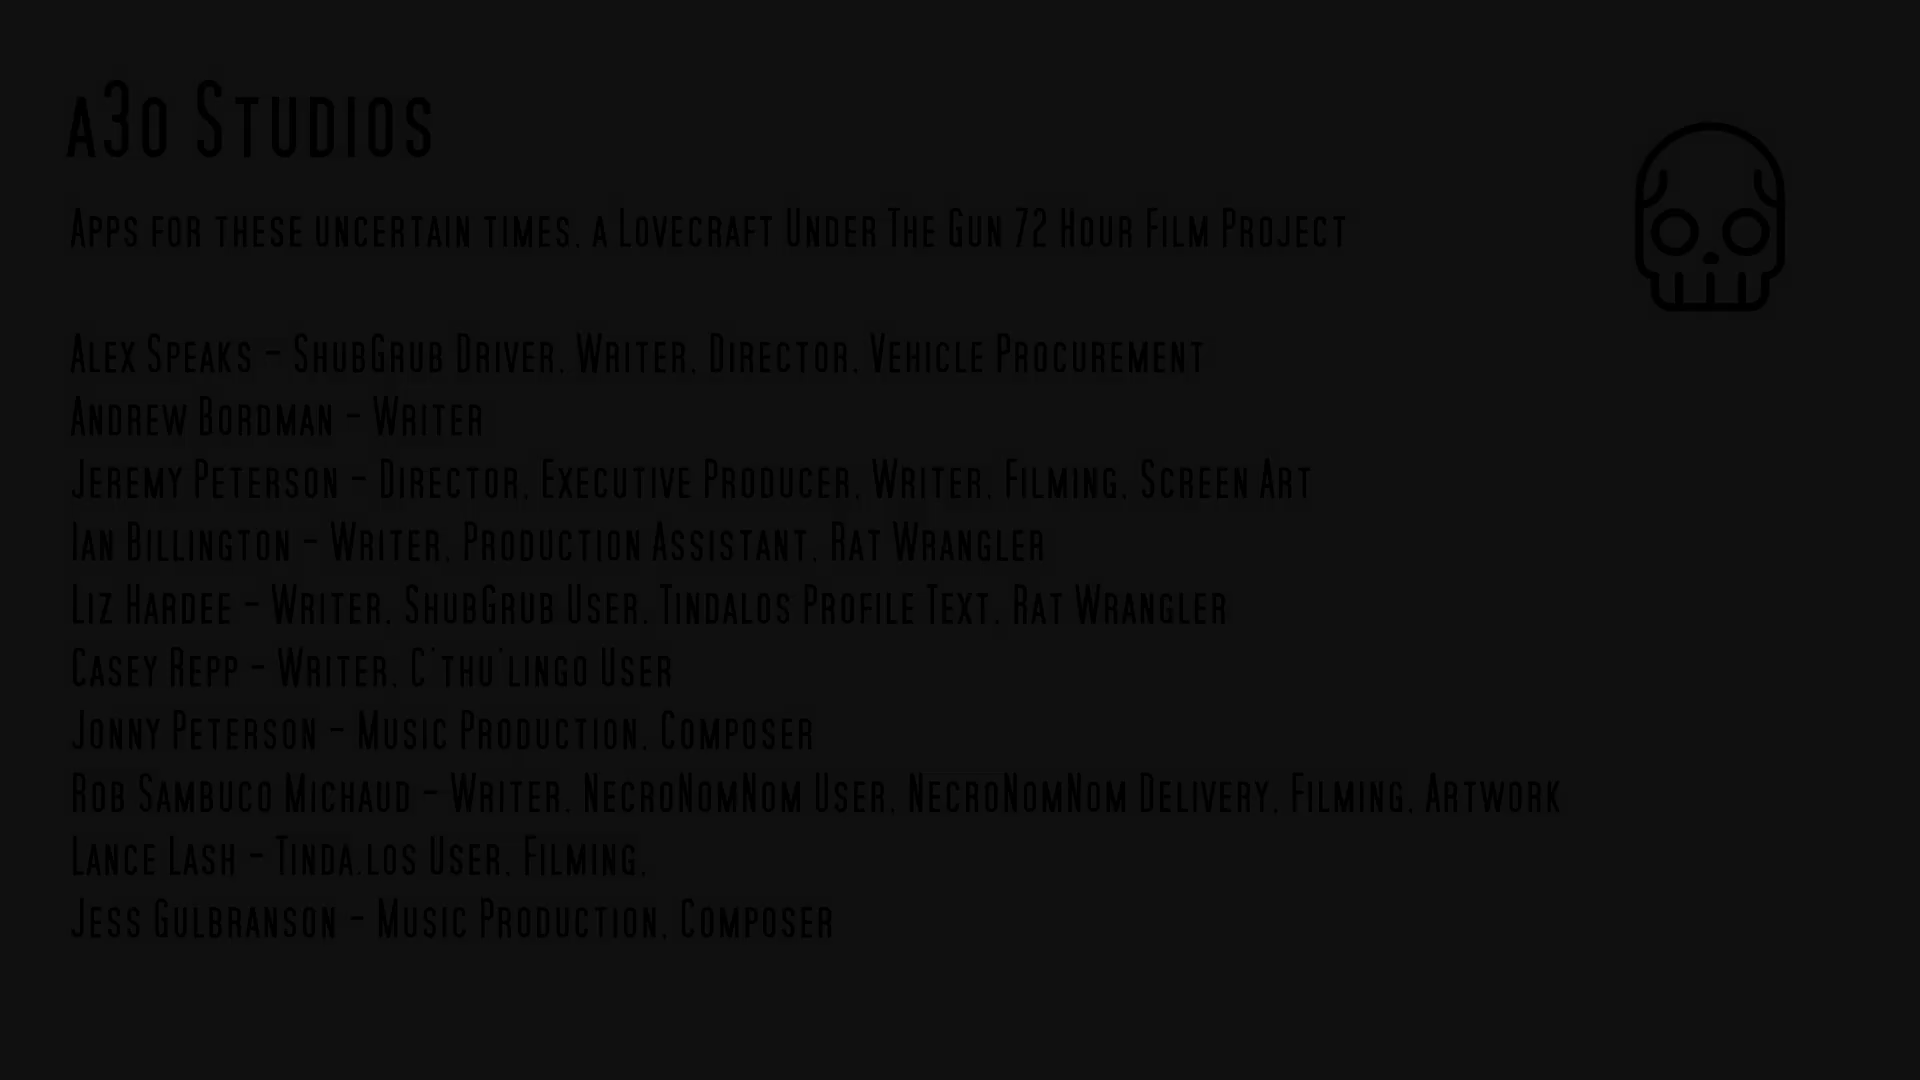 a3o Studios
Apps for these uncertain times. a Lovecraft Under The Gun 72 Hour Film Project
Alex Speaks - ShubGrub Driver, Writer, Director, Vehicle Procurement
Andrew Bordman - Writer
Jeremy Peterson - Director, Executive Producer, Writer, Filming, Screen Art
Ian Billington - Writer, Production Assistant, Rat Wrangler
Liz Hardee - Writer, ShubGrub User, Tindalos Profile Text, Rat Wrangler
Casey Repp - Writer, C'thu'lingo User
Jonny Peterson - Music Production, Composer
Rob Sambuco Michaud - Writer, NecroNomNom User, NecroNomNom Delivery, Filming, Artwork
Lance Lash - Tinda.los User, Filming,
Jess Gulbranson - Music Production, Composer